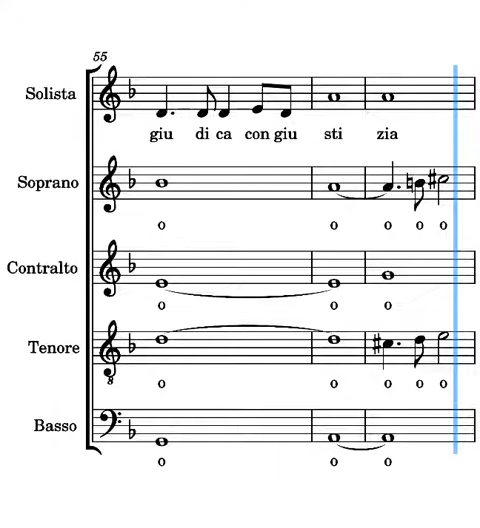 55
Solista
giu di ca con giu sti zia
Soprano
o o o o o
Contralto
o o o
Tenore
8
o o o o o
Basso
o o o